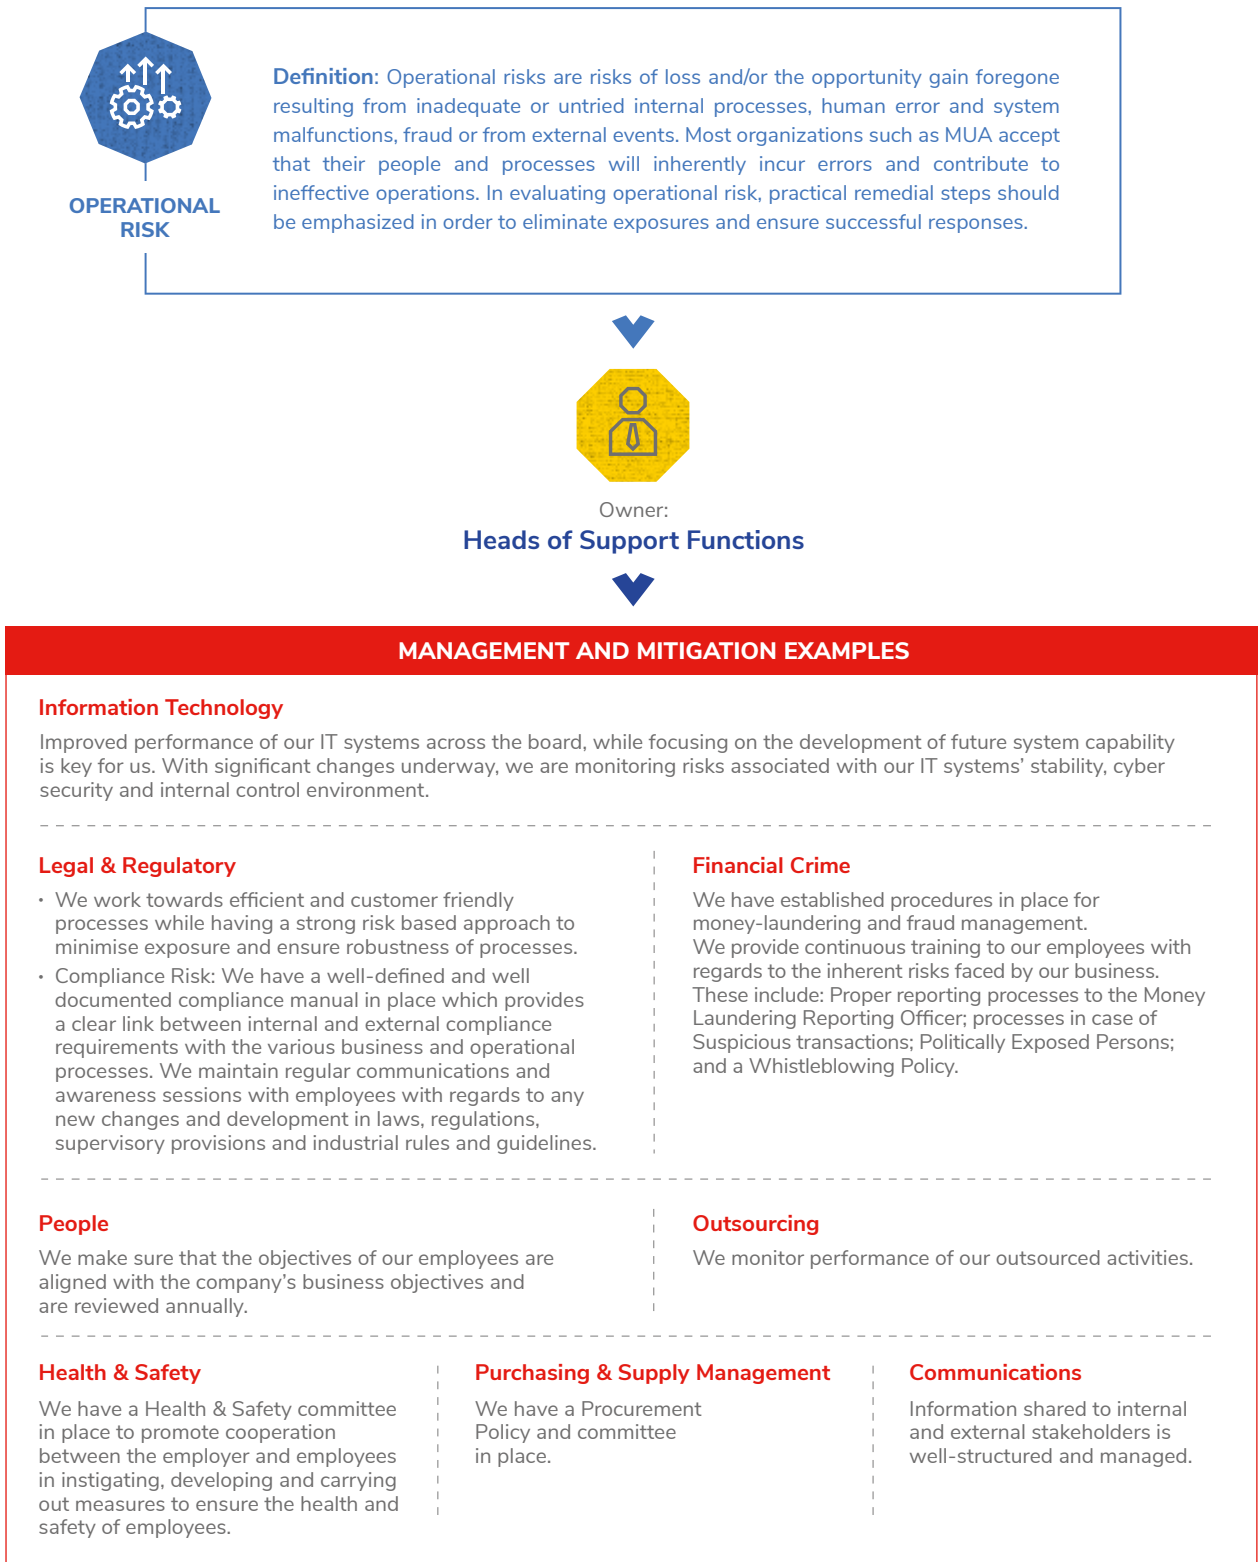 OPERATIONAL
RISK
Definition: Operational risks are risks of loss and/or the opportunity gain foregone
resulting from inadequate or untried internal processes, human error and system
malfunctions, fraud or from external events. Most organizations such as MUA accept
that their people and processes will inherently incur errors and contribute to
ineffective operations. In evaluating operational risk, practical remedial steps should
be emphasized in order to eliminate exposures and ensure successful responses.
Owner:
Heads of Support Functions
MANAGEMENT AND MITIGATION EXAMPLES
Information Technology
Improved performance of our IT systems across the board, while focusing on the development of future system capability
is key for us. With significant changes underway, we are monitoring risks associated with our IT systems’ stability, cyber
security and internal control environment.
Legal & Regulatory
• We work towards efficient and customer friendly
processes while having a strong risk based approach to
minimise exposure and ensure robustness of processes.
• Compliance Risk: We have a well-defined and well
documented compliance manual in place which provides
a clear link between internal and external compliance
requirements with the various business and operational
processes. We maintain regular communications and
awareness sessions with employees with regards to any
new changes and development in laws, regulations,
supervisory provisions and industrial rules and guidelines.
Financial Crime
We have established procedures in place for
money-laundering and fraud management.
We provide continuous training to our employees with
regards to the inherent risks faced by our business.
These include: Proper reporting processes to the Money
Laundering Reporting Officer; processes in case of
Suspicious transactions; Politically Exposed Persons;
and a Whistleblowing Policy.
People
We make sure that the objectives of our employees are
aligned with the company’s business objectives and
are reviewed annually.
Outsourcing
We monitor performance of our outsourced activities.
Health & Safety
We have a Health & Safety committee
in place to promote cooperation
between the employer and employees
in instigating, developing and carrying
out measures to ensure the health and
safety of employees.
Purchasing & Supply Management
We have a Procurement
Policy and committee
in place.
Communications
Information shared to internal
and external stakeholders is
well-structured and managed.